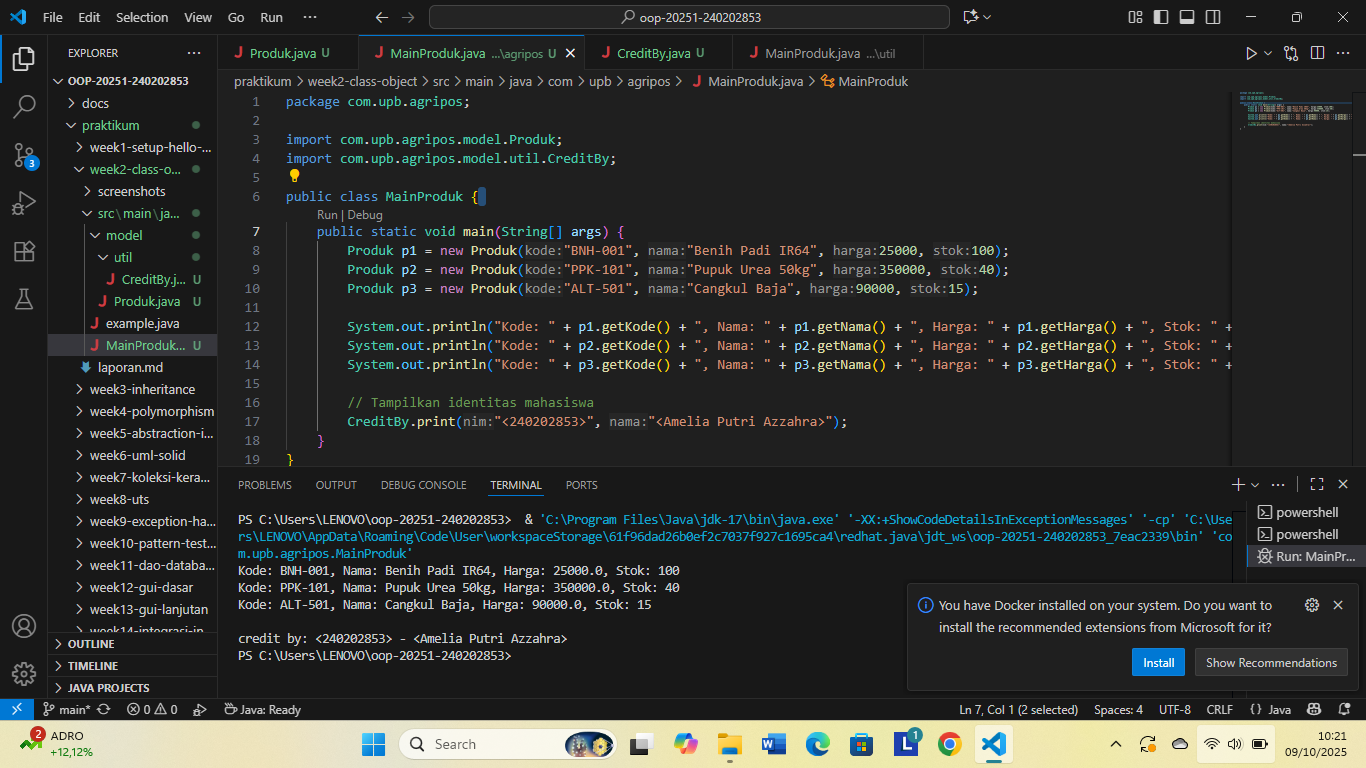 File Edit Selection View Go Run ···
oop-20251-240202853
EXPLORER ···
OOP-20251-240202853
docs
praktikum
week1-setup-hello-...
week2-class-o...
screenshots
src\main\ja...
model
util
CreditBy.j... U
Produk.java U
example.java
MainProduk... U
laporan.md
week3-inheritance
week4-polymorphism
week5-abstraction-i...
week6-uml-solid
week7-koleksi-kera...
week8-uts
week9-exception-ha...
week10-pattern-test...
week11-dao-databa...
week12-gui-dasar
week13-gui-lanjutan
week14-integrasi-in...
OUTLINE
TIMELINE
JAVA PROJECTS
3
Produk.java U
MainProduk.java ...\agripos U
CreditBy.java U
MainProduk.java ...\util
praktikum > week2-class-object > src > main > java > com > upb > agripos > MainProduk.java > MainProduk
1 package com.upb.agripos;
2
3 import com.upb.agripos.model.Produk;
4 import com.upb.agripos.model.util.CreditBy;
5
6 public class MainProduk {
Run | Debug
7 public static void main(String[] args) {
8 Produk p1 = new Produk(kode:"BNH-001", nama:"Benih Padi IR64", harga:25000, stok:100);
9 Produk p2 = new Produk(kode:"PPK-101", nama:"Pupuk Urea 50kg", harga:350000, stok:40);
10 Produk p3 = new Produk(kode:"ALT-501", nama:"Cangkul Baja", harga:90000, stok:15);
11
12 System.out.println("Kode: " + p1.getKode() + ", Nama: " + p1.getNama() + ", Harga: " + p1.getHarga() + ", Stok: " +
13 System.out.println("Kode: " + p2.getKode() + ", Nama: " + p2.getNama() + ", Harga: " + p2.getHarga() + ", Stok: " +
14 System.out.println("Kode: " + p3.getKode() + ", Nama: " + p3.getNama() + ", Harga: " + p3.getHarga() + ", Stok: " +
15
16 // Tampilkan identitas mahasiswa
17 CreditBy.print(nim:"<240202853>", nama:"<Amelia Putri Azzahra>");
18 }
19 }
PROBLEMS OUTPUT DEBUG CONSOLE TERMINAL PORTS
PS C:\Users\LENOVO\oop-20251-240202853> & 'C:\Program Files\Java\jdk-17\bin\java.exe' '-XX:+ShowCodeDetailsInExceptionMessages' '-cp' 'C:\Use
rs\LENOVO\AppData\Roaming\Code\User\workspaceStorage\61f96dad26b0ef2c7037f927c1695ca4\redhat.java\jdt_ws\oop-20251-240202853_7eac2339\bin' 'co
m.upb.agripos.MainProduk'
Kode: BNH-001, Nama: Benih Padi IR64, Harga: 25000.0, Stok: 100
Kode: PPK-101, Nama: Pupuk Urea 50kg, Harga: 350000.0, Stok: 40
Kode: ALT-501, Nama: Cangkul Baja, Harga: 90000.0, Stok: 15
credit by: <240202853> - <Amelia Putri Azzahra>
PS C:\Users\LENOVO\oop-20251-240202853>
powershell
powershell
Run: MainPr...
You have Docker installed on your system. Do you want to
install the recommended extensions from Microsoft for it?
Install
Show Recommendations
main* 0 0 Java: Ready
Ln 7, Col 1 (2 selected) Spaces: 4 UTF-8 CRLF {} Java
2
ADRO
+12,12%
Search
1
10:21
09/10/2025